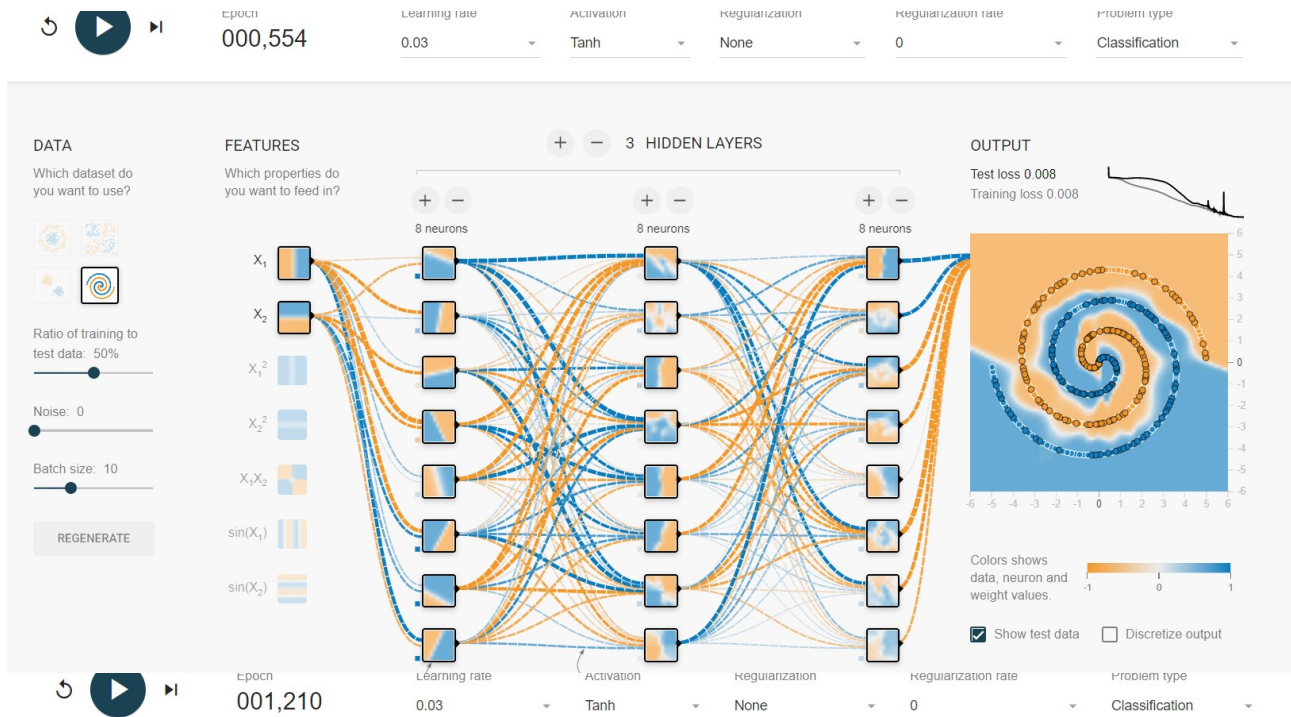 Epoch Learning rate Activation Regularization Regularization rate Problem type
000,554 0.03 Tanh None 0 Classification
DATA
Which dataset do
you want to use?
Ratio of training to
test data: 50%
Noise: 0
Batch size: 10
REGENERATE
FEATURES
Which properties do
you want to feed in?
X1
X2
X1²
X2²
X1X2
sin(X1)
sin(X2)
+ − 3 HIDDEN LAYERS
+ − + − + −
8 neurons 8 neurons 8 neurons
OUTPUT
Test loss 0.008
Training loss 0.008
6
5
4
3
2
1
0
-1
-2
-3
-4
-5
-6
-6 -5 -4 -3 -2 -1 0 1 2 3 4 5 6
Colors shows
data, neuron and
weight values.
-1 0 1
Show test data Discretize output
Epoch Learning rate Activation Regularization Regularization rate Problem type
001,210 0.03 Tanh None 0 Classification